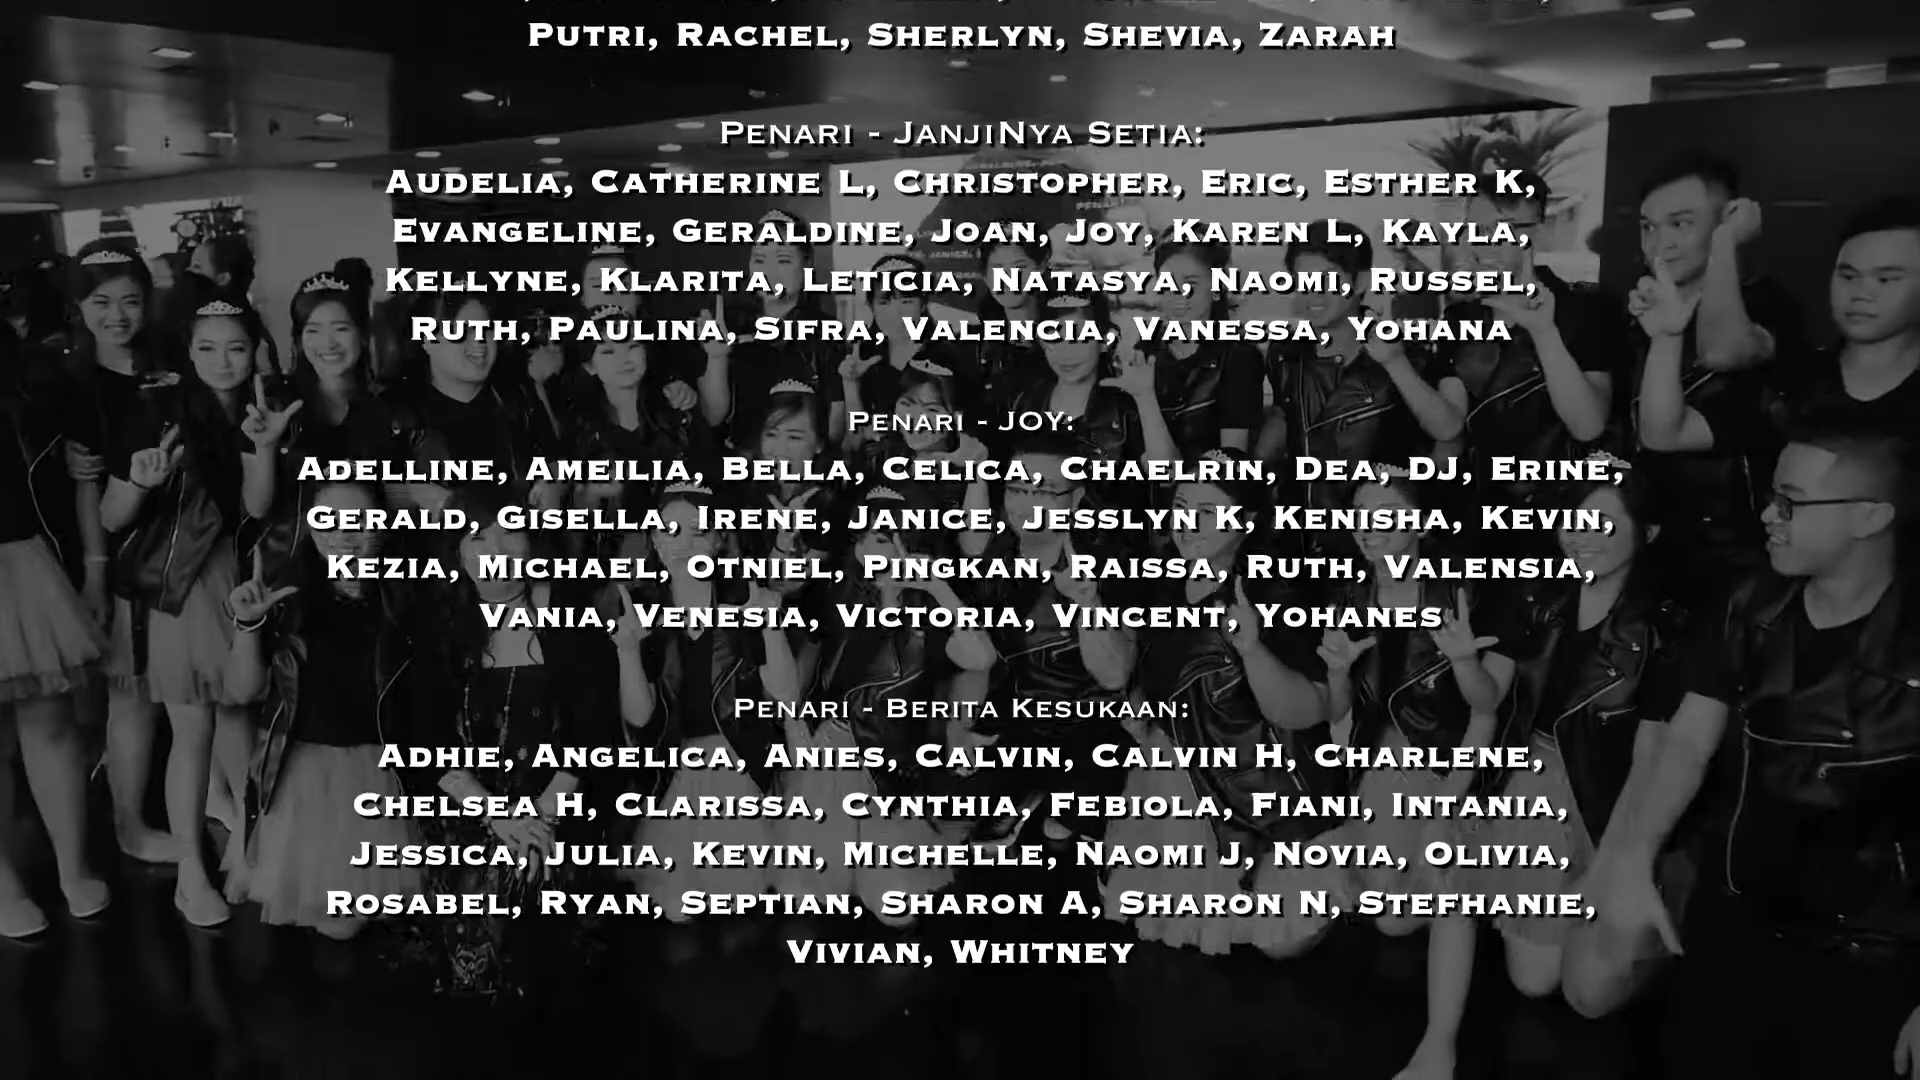 Putri, Rachel, Sherlyn, Shevia, Zarah
Penari - JanjiNya Setia:
Audelia, Catherine L, Christopher, Eric, Esther K,
Evangeline, Geraldine, Joan, Joy, Karen L, Kayla,
Kellyne, Klarita, Leticia, Natasya, Naomi, Russel,
Ruth, Paulina, Sifra, Valencia, Vanessa, Yohana
Penari - JOY:
Adelline, Ameilia, Bella, Celica, Chaelrin, Dea, DJ, Erine,
Gerald, Gisella, Irene, Janice, Jesslyn K, Kenisha, Kevin,
Kezia, Michael, Otniel, Pingkan, Raissa, Ruth, Valensia,
Vania, Venesia, Victoria, Vincent, Yohanes
Penari - Berita Kesukaan:
Adhie, Angelica, Anies, Calvin, Calvin H, Charlene,
Chelsea H, Clarissa, Cynthia, Febiola, Fiani, Intania,
Jessica, Julia, Kevin, Michelle, Naomi J, Novia, Olivia,
Rosabel, Ryan, Septian, Sharon A, Sharon N, Stefhanie,
Vivian, Whitney